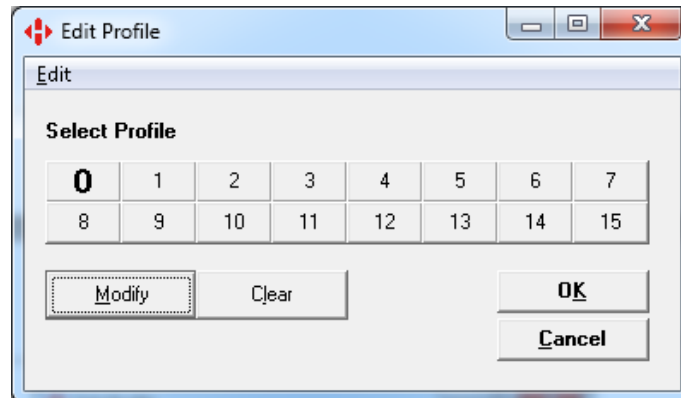 Edit Profile
Edit
Select Profile
0 1 2 3 4 5 6 7
8 9 10 11 12 13 14 15
Modify Clear OK
Cancel